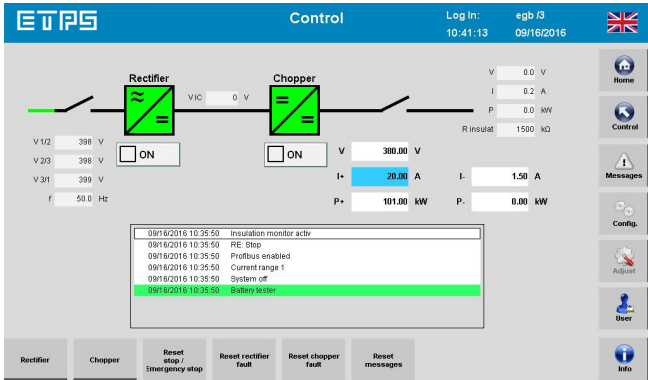 ETPS
Control
Log In: egb /3
10:41:13 09/16/2016
Rectifier
Chopper
V IC 0 V
V 0.0 V
I 0.2 A
P 0.0 kW
R insulat 1500 kΩ
V 1/2 398 V
V 2/3 398 V
V 3/1 399 V
f 50.0 Hz
ON
ON
V 380.00 V
I+ 20.00 A
I- 1.50 A
P+ 101.00 kW
P- 0.00 kW
09/16/2016 10:35:50 Insulation monitor activ
09/16/2016 10:35:50 RE: Stop
09/16/2016 10:35:50 Profibus enabled
09/16/2016 10:35:50 Current range 1
09/16/2016 10:35:50 System off
09/16/2016 10:35:50 Battery tester
Home
Control
Messages
Config.
Adjust
User
Info
Rectifier
Chopper
Reset
stop /
Emergency stop
Reset rectifier
fault
Reset chopper
fault
Reset
messages